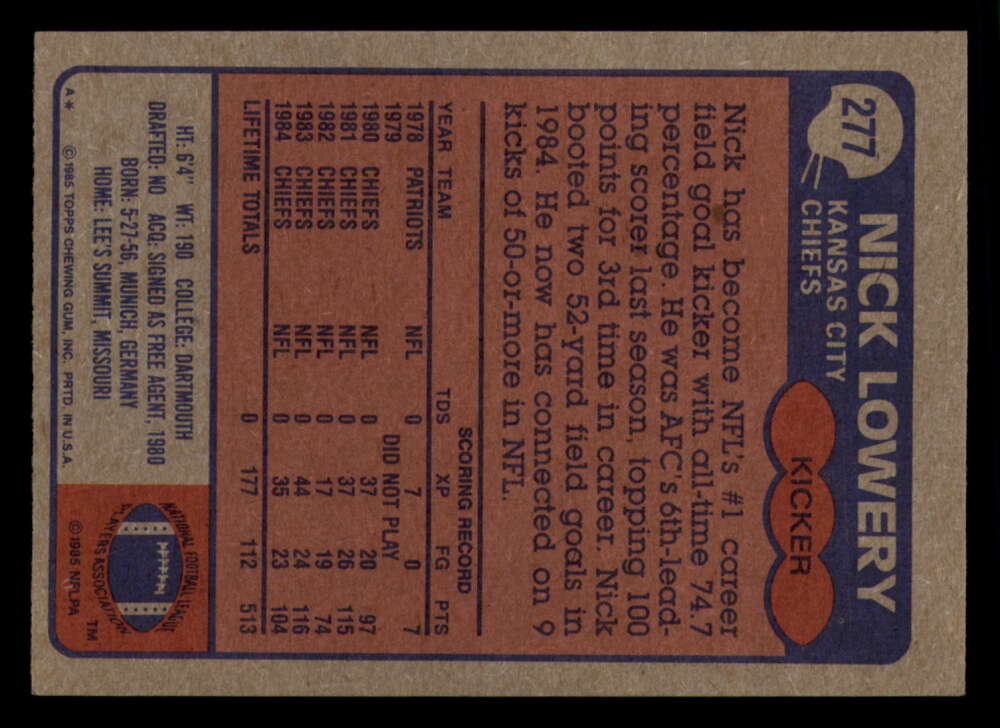 277
NICK LOWERY
KANSAS CITY
CHIEFS
KICKER
Nick has become NFL's #1 career
field goal kicker with all-time 74.7
percentage. He was AFC's 6th-lead-
ing scorer last season, topping 100
points for 3rd time in career. Nick
booted two 52-yard field goals in
1984. He now has connected on 9
kicks of 50-or-more in NFL.
SCORING RECORD
YEAR TEAM TDS XP FG PTS
1978 PATRIOTS NFL 0 7 0 7
1979 DID NOT PLAY
1980 CHIEFS NFL 0 37 20 97
1981 CHIEFS NFL 0 37 26 115
1982 CHIEFS NFL 0 17 19 74
1983 CHIEFS NFL 0 44 24 116
1984 CHIEFS NFL 0 35 23 104
LIFETIME TOTALS 0 177 112 513
HT: 6'4" WT: 190 COLLEGE: DARTMOUTH
DRAFTED: NO ACQ: SIGNED AS FREE AGENT, 1980
BORN: 5-27-56, MUNICH, GERMANY
HOME: LEE'S SUMMIT, MISSOURI
A* © 1985 TOPPS CHEWING GUM, INC. PRTD. IN U.S.A.
NATIONAL FOOTBALL LEAGUE
PLAYERS ASSOCIATION
TM
© 1985 NFLPA